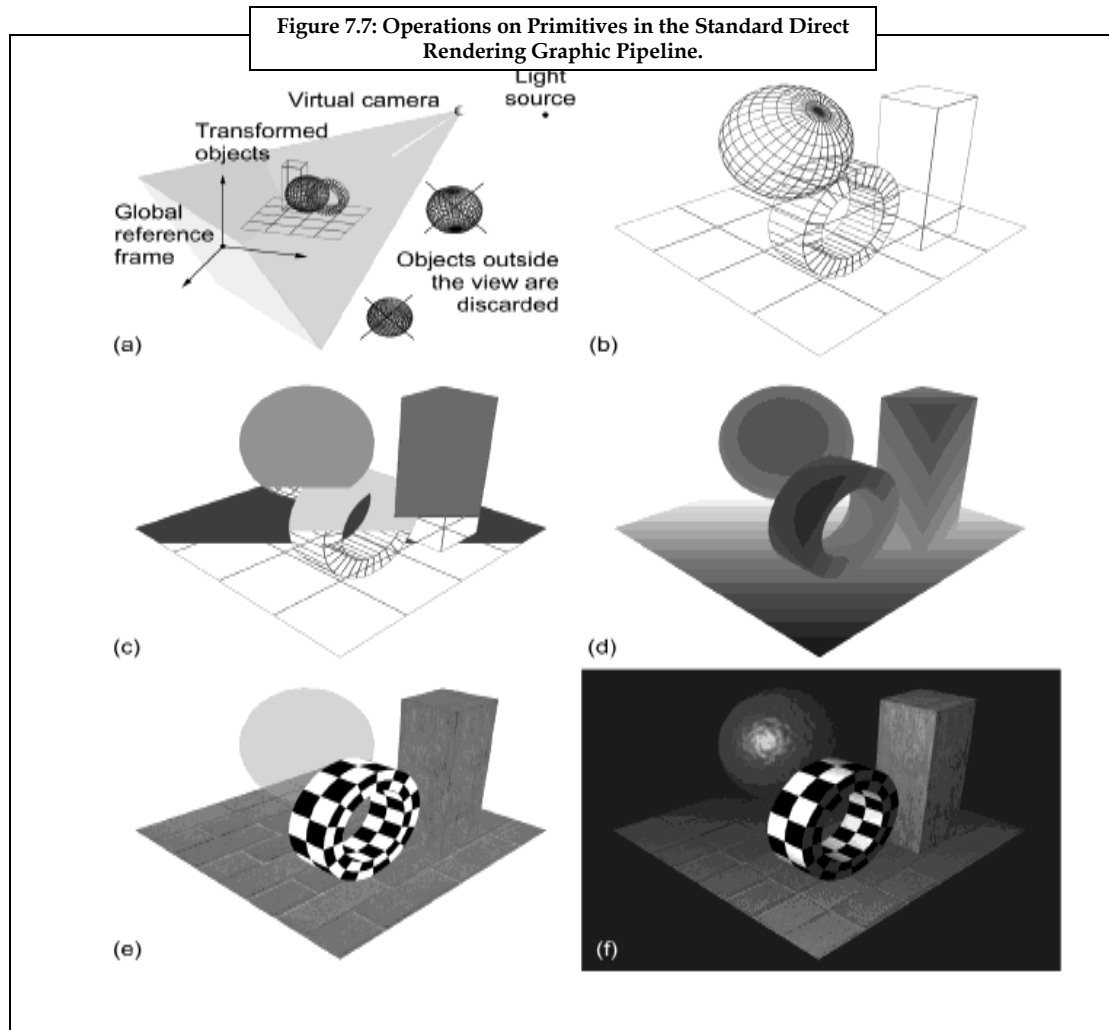 Figure 7.7: Operations on Primitives in the Standard Direct
Rendering Graphic Pipeline.
Light
source
Virtual camera
Transformed
objects
Global
reference
frame
Objects outside
the view are
discarded
(a)
(b)
(c)
(d)
(e)
(f)